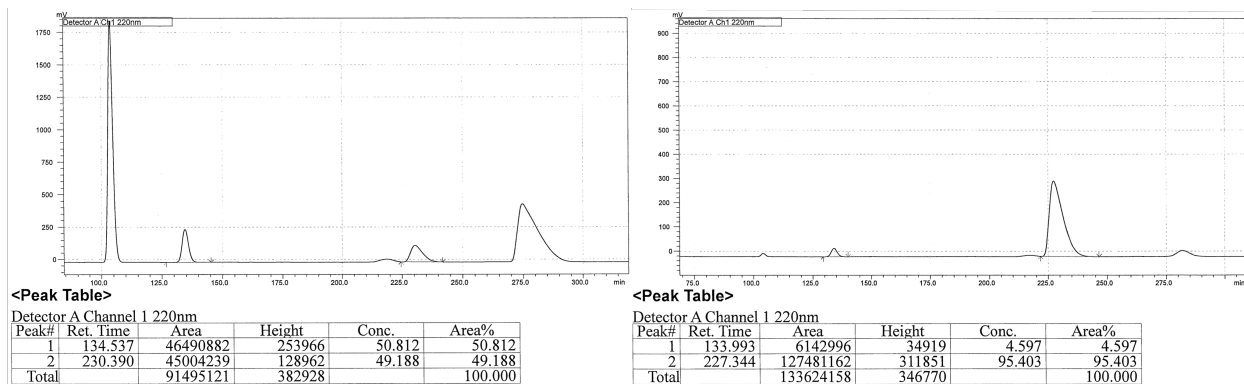 mV
Detector A Ch1 220nm
1750
1500
1250
1000
750
500
250
0
100.0 125.0 150.0 175.0 200.0 225.0 250.0 275.0 300.0 min
<Peak Table>
Detector A Channel 1 220nm
Peak# Ret. Time Area Height Conc. Area%
1 134.537 46490882 253966 50.812 50.812
2 230.390 45004239 128962 49.188 49.188
Total 91495121 382928 100.000
mV
Detector A Ch1 220nm
900
800
700
600
500
400
300
200
100
0
75.0 100.0 125.0 150.0 175.0 200.0 225.0 250.0 275.0 300.0 min
<Peak Table>
Detector A Channel 1 220nm
Peak# Ret. Time Area Height Conc. Area%
1 133.993 6142996 34919 4.597 4.597
2 227.344 127481162 311851 95.403 95.403
Total 133624158 346770 100.000